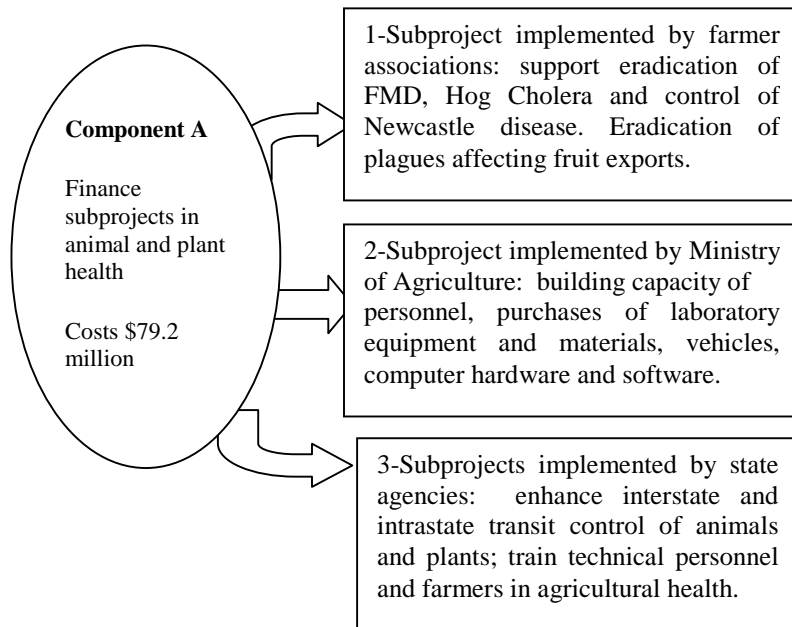 Component A
Finance
subprojects in
animal and plant
health
Costs $79.2
million
1-Subproject implemented by farmer
associations: support eradication of
FMD, Hog Cholera and control of
Newcastle disease. Eradication of
plagues affecting fruit exports.
2-Subproject implemented by Ministry
of Agriculture: building capacity of
personnel, purchases of laboratory
equipment and materials, vehicles,
computer hardware and software.
3-Subprojects implemented by state
agencies: enhance interstate and
intrastate transit control of animals
and plants; train technical personnel
and farmers in agricultural health.